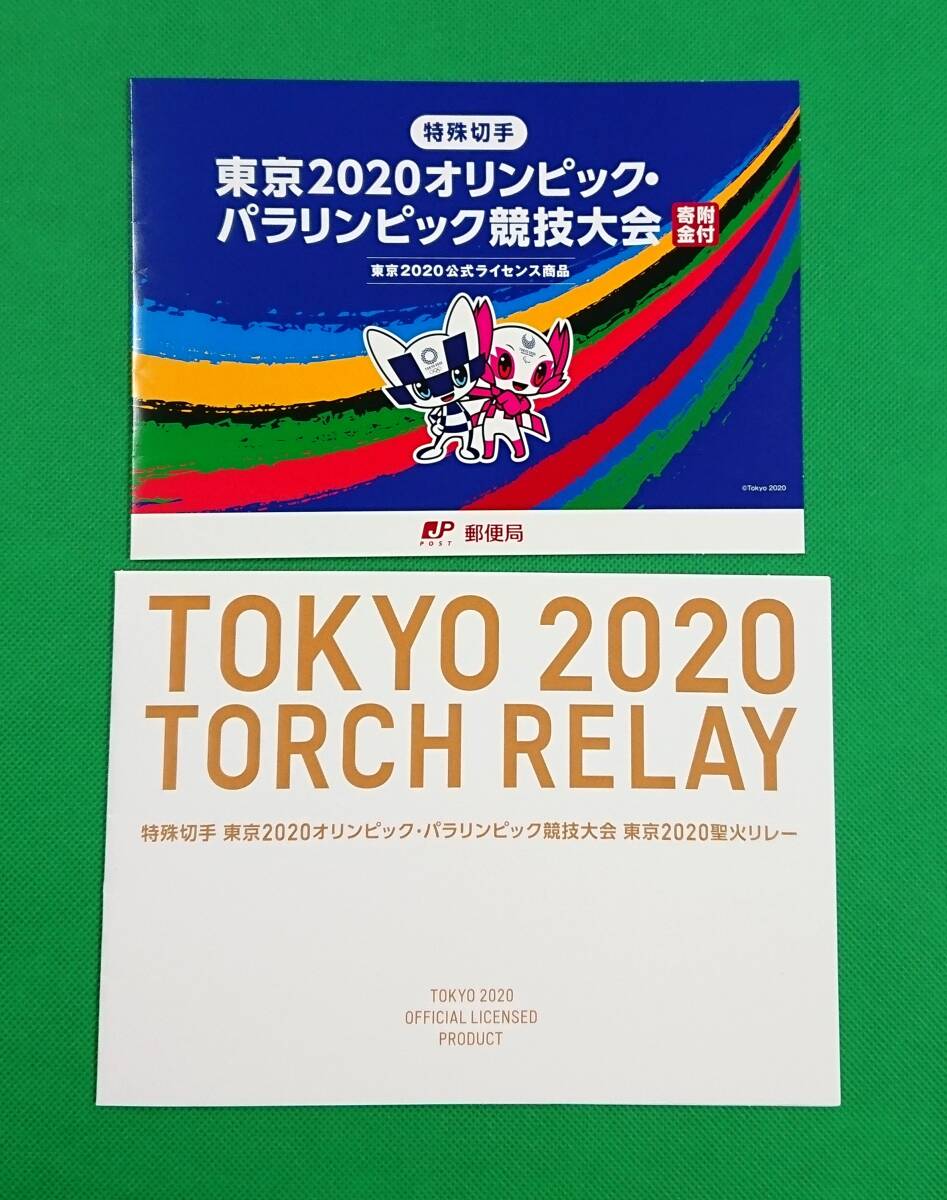 特殊切手
東京2020オリンピック・
パラリンピック競技大会
寄附
金付
東京2020公式ライセンス商品
©Tokyo 2020
JP
POST
郵便局
TOKYO 2020
TORCH RELAY
特殊切手 東京2020オリンピック・パラリンピック競技大会 東京2020聖火リレー
TOKYO 2020
OFFICIAL LICENSED
PRODUCT